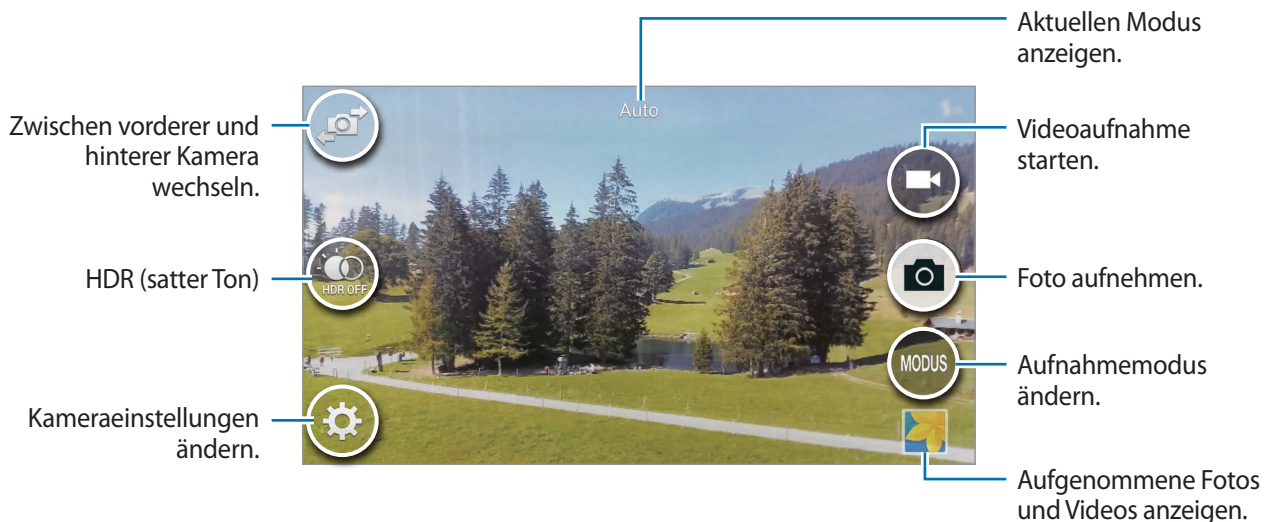 Aktuellen Modus
anzeigen.
Auto
Zwischen vorderer und
hinterer Kamera
wechseln.
Videoaufnahme
starten.
HDR (satter Ton)
HDR OFF
Foto aufnehmen.
MODUS
Aufnahmemodus
ändern.
Kameraeinstellungen
ändern.
Aufgenommene Fotos
und Videos anzeigen.